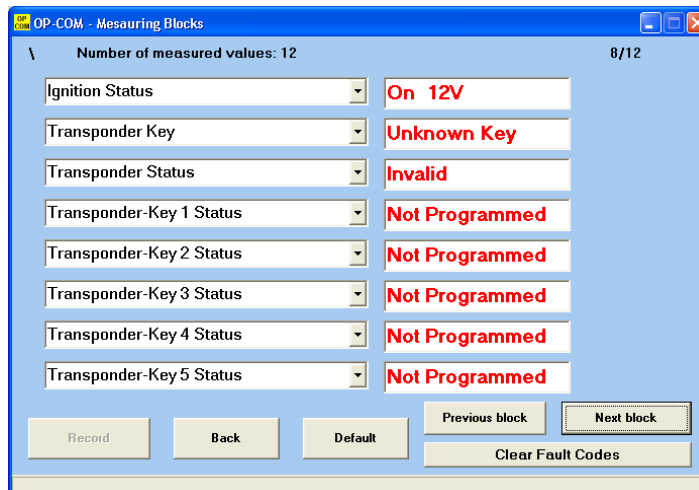 OP COM OP-COM - Mesauring Blocks
\ Number of measured values: 12 8/12
Ignition Status On 12V
Transponder Key Unknown Key
Transponder Status Invalid
Transponder-Key 1 Status Not Programmed
Transponder-Key 2 Status Not Programmed
Transponder-Key 3 Status Not Programmed
Transponder-Key 4 Status Not Programmed
Transponder-Key 5 Status Not Programmed
Previous block Next block
Record Back Default
Clear Fault Codes